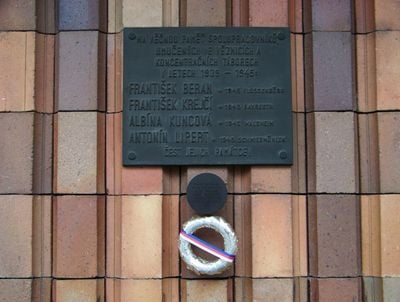 NA VĚČNOU PAMĚŤ SPOLUPRACOVNÍKŮ
UMUČENÝCH VE VĚZNICÍCH A
KONCENTRAČNÍCH TÁBORECH
V LETECH 1939 - 1945:
FRANTIŠEK BERAN - 1945
FRANTIŠEK KREJČÍ
ALBÍNA KUNCOVÁ
ANTONÍN LIPERT
ČEST JEJICH PAMÁTCE.